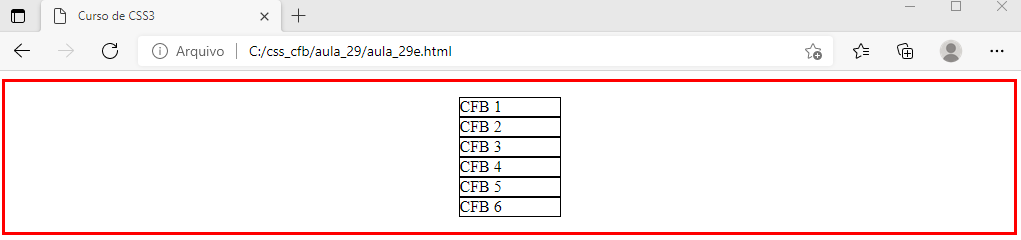 Curso de CSS3
Arquivo C:/css_cfb/aula_29/aula_29e.html
CFB 1
CFB 2
CFB 3
CFB 4
CFB 5
CFB 6